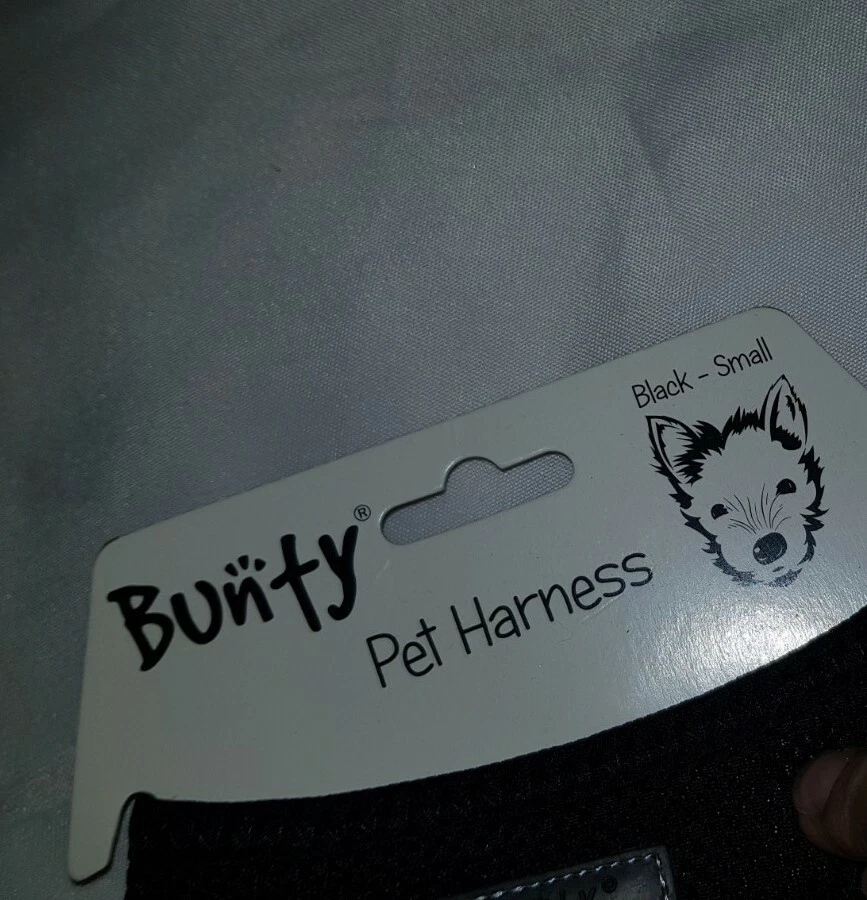 Black - Small
Bunty®
Pet Harness